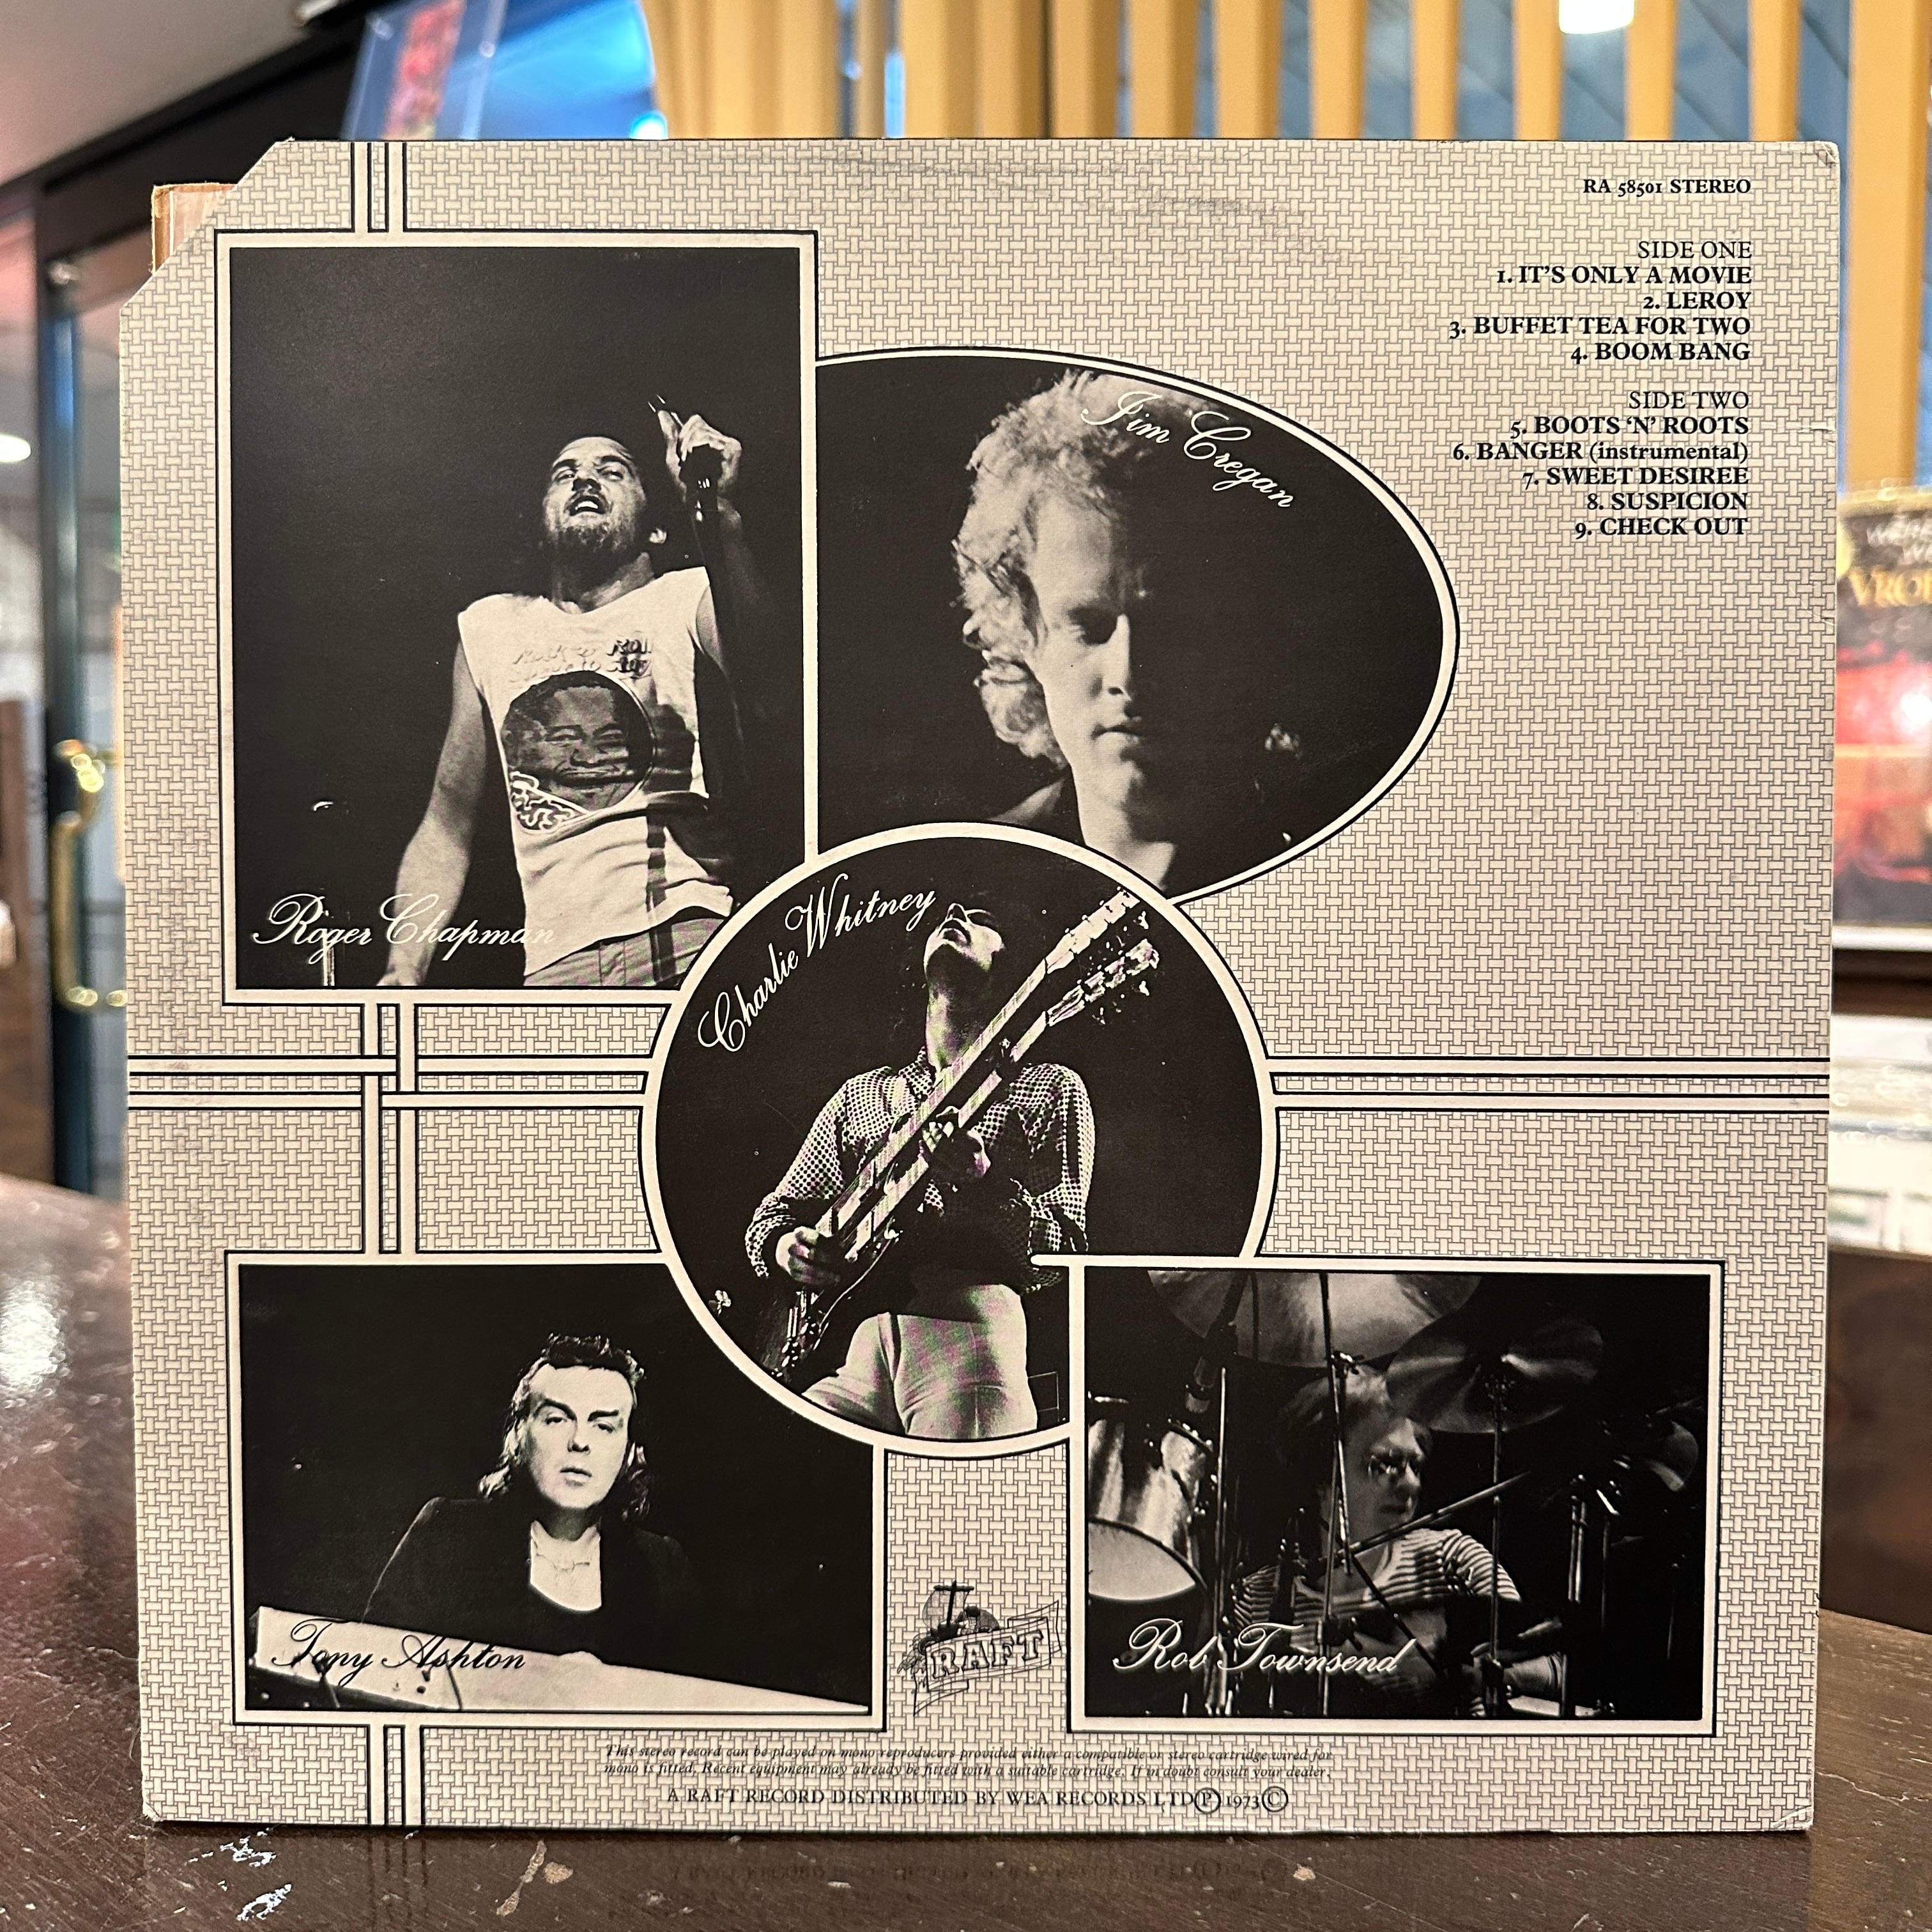 RA 58501 STEREO
SIDE ONE
1. IT'S ONLY A MOVIE
2. LEROY
3. BUFFET TEA FOR TWO
4. BOOM BANG
SIDE TWO
5. BOOTS ‘N’ ROOTS
6. BANGER (instrumental)
7. SWEET DESIREE
8. SUSPICION
9. CHECK OUT
Jim Cregan
Roger Chapman
Charlie Whitney
Tony Ashton
Rob Townsend
RAFT
This stereo record can be played on mono reproducers provided either a compatible or stereo cartridge wired for
mono is fitted. Recent equipment may already be fitted with a suitable cartridge. If in doubt consult your dealer.
A RAFT RECORD DISTRIBUTED BY WEA RECORDS LTD Ⓟ 1973 Ⓒ